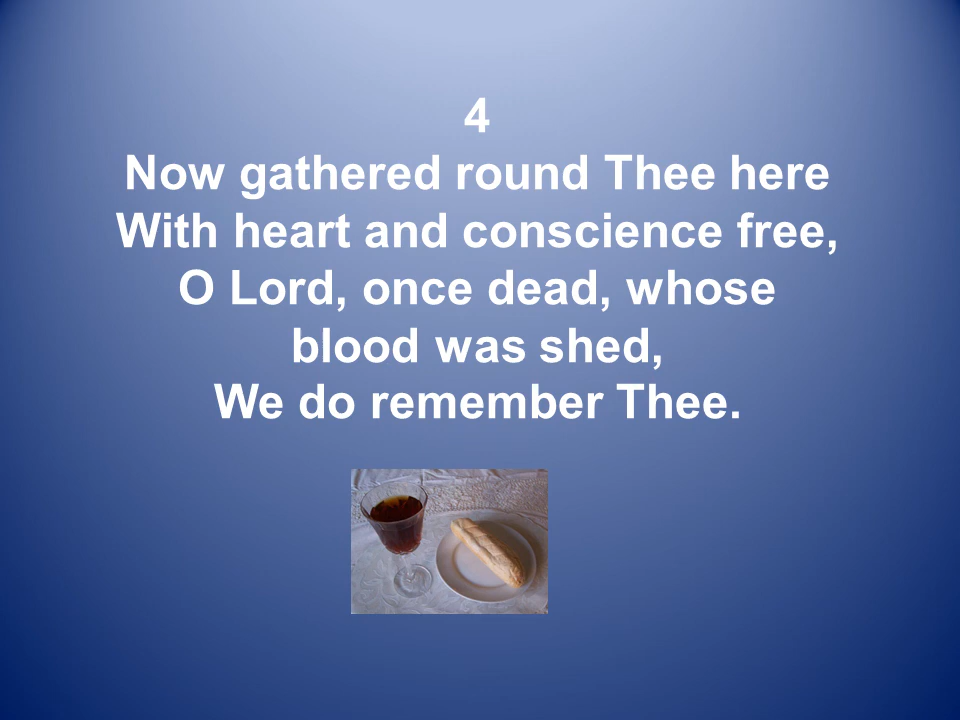 4
Now gathered round Thee here
With heart and conscience free,
O Lord, once dead, whose
blood was shed,
We do remember Thee.